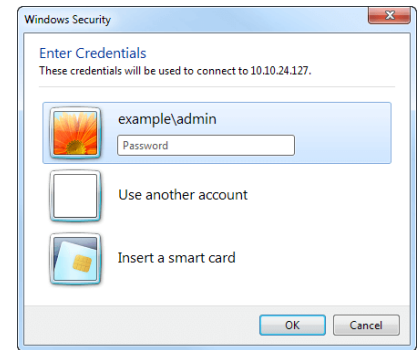 Windows Security
Enter Credentials
These credentials will be used to connect to 10.10.24.127.
example\admin
Password
Use another account
Insert a smart card
OK Cancel